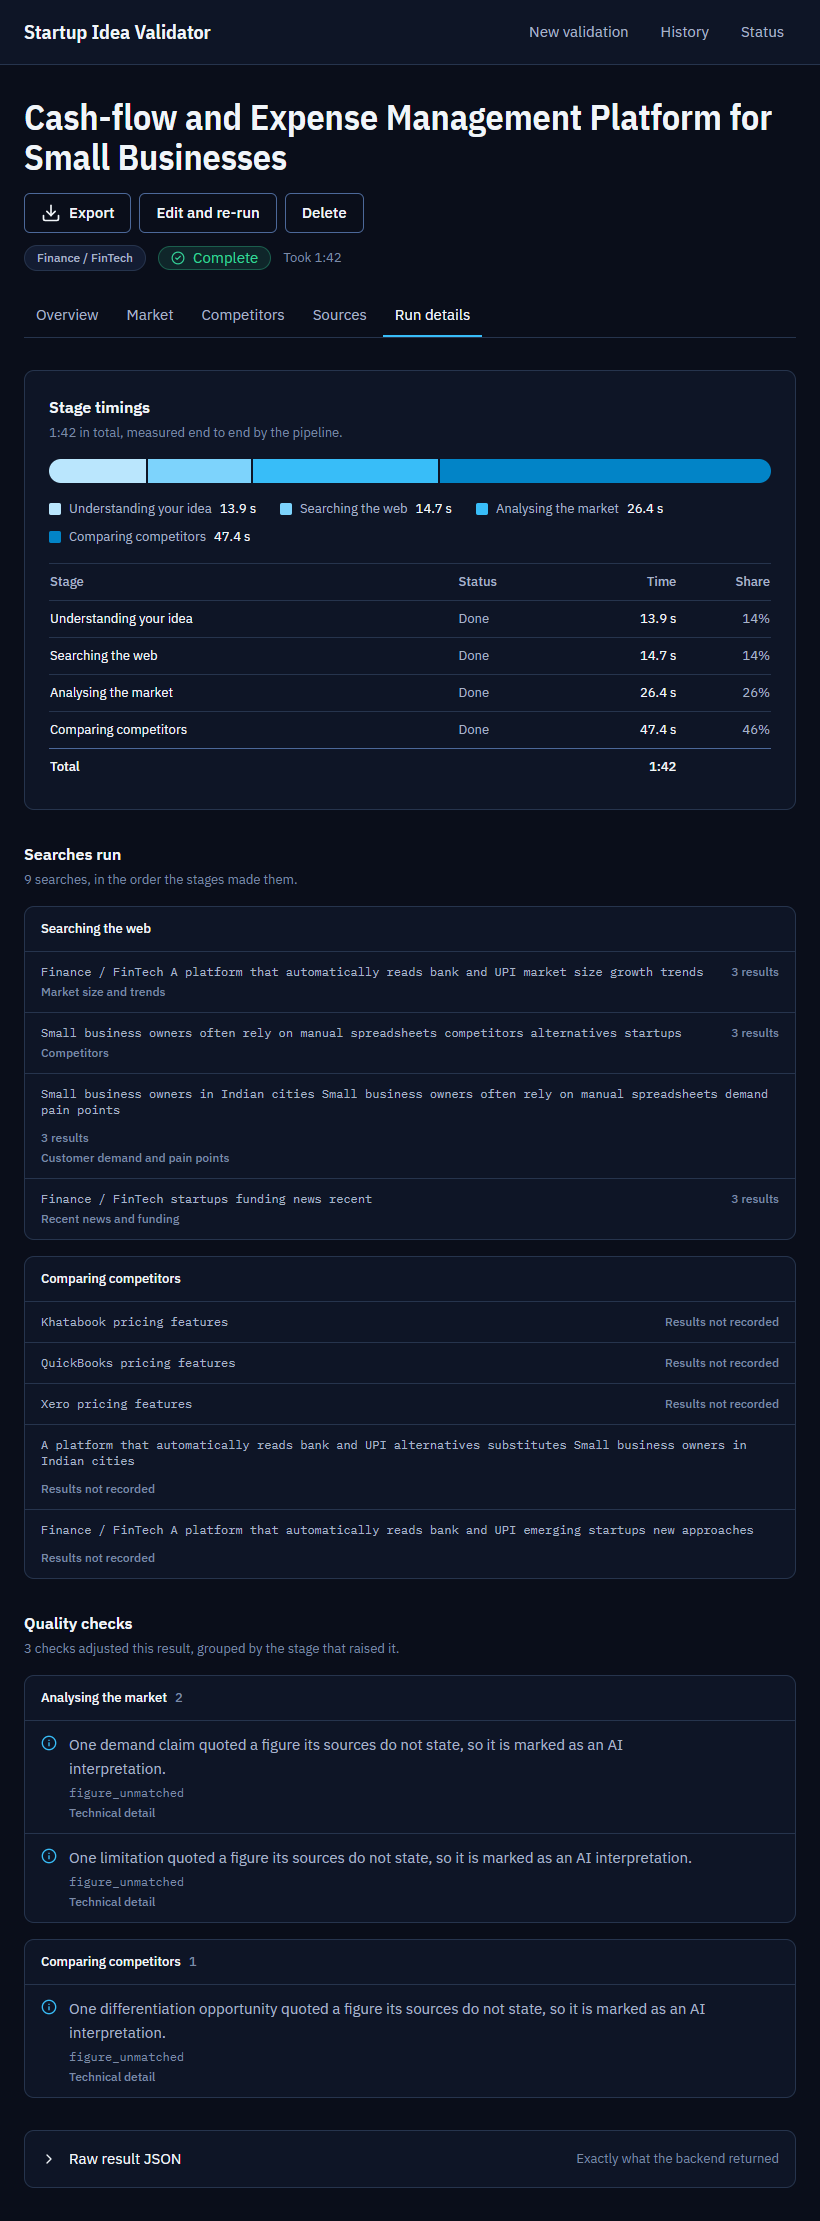 Startup Idea Validator
New validation
History
Status
Cash-flow and Expense Management Platform for
Small Businesses
Export
Edit and re-run
Delete
Finance / FinTech
Complete
Took 1:42
Overview
Market
Competitors
Sources
Run details
Stage timings
1:42 in total, measured end to end by the pipeline.
Understanding your idea 13.9 s
Searching the web 14.7 s
Analysing the market 26.4 s
Comparing competitors 47.4 s
Stage Status Time Share
Understanding your idea Done 13.9 s 14%
Searching the web Done 14.7 s 14%
Analysing the market Done 26.4 s 26%
Comparing competitors Done 47.4 s 46%
Total 1:42
Searches run
9 searches, in the order the stages made them.
Searching the web
Finance / FinTech A platform that automatically reads bank and UPI market size growth trends 3 results
Market size and trends
Small business owners often rely on manual spreadsheets competitors alternatives startups 3 results
Competitors
Small business owners in Indian cities Small business owners often rely on manual spreadsheets demand
pain points
3 results
Customer demand and pain points
Finance / FinTech startups funding news recent 3 results
Recent news and funding
Comparing competitors
Khatabook pricing features Results not recorded
QuickBooks pricing features Results not recorded
Xero pricing features Results not recorded
A platform that automatically reads bank and UPI alternatives substitutes Small business owners in
Indian cities
Results not recorded
Finance / FinTech A platform that automatically reads bank and UPI emerging startups new approaches
Results not recorded
Quality checks
3 checks adjusted this result, grouped by the stage that raised it.
Analysing the market 2
One demand claim quoted a figure its sources do not state, so it is marked as an AI
interpretation.
figure_unmatched
Technical detail
One limitation quoted a figure its sources do not state, so it is marked as an AI interpretation.
figure_unmatched
Technical detail
Comparing competitors 1
One differentiation opportunity quoted a figure its sources do not state, so it is marked as an AI
interpretation.
figure_unmatched
Technical detail
Raw result JSON
Exactly what the backend returned